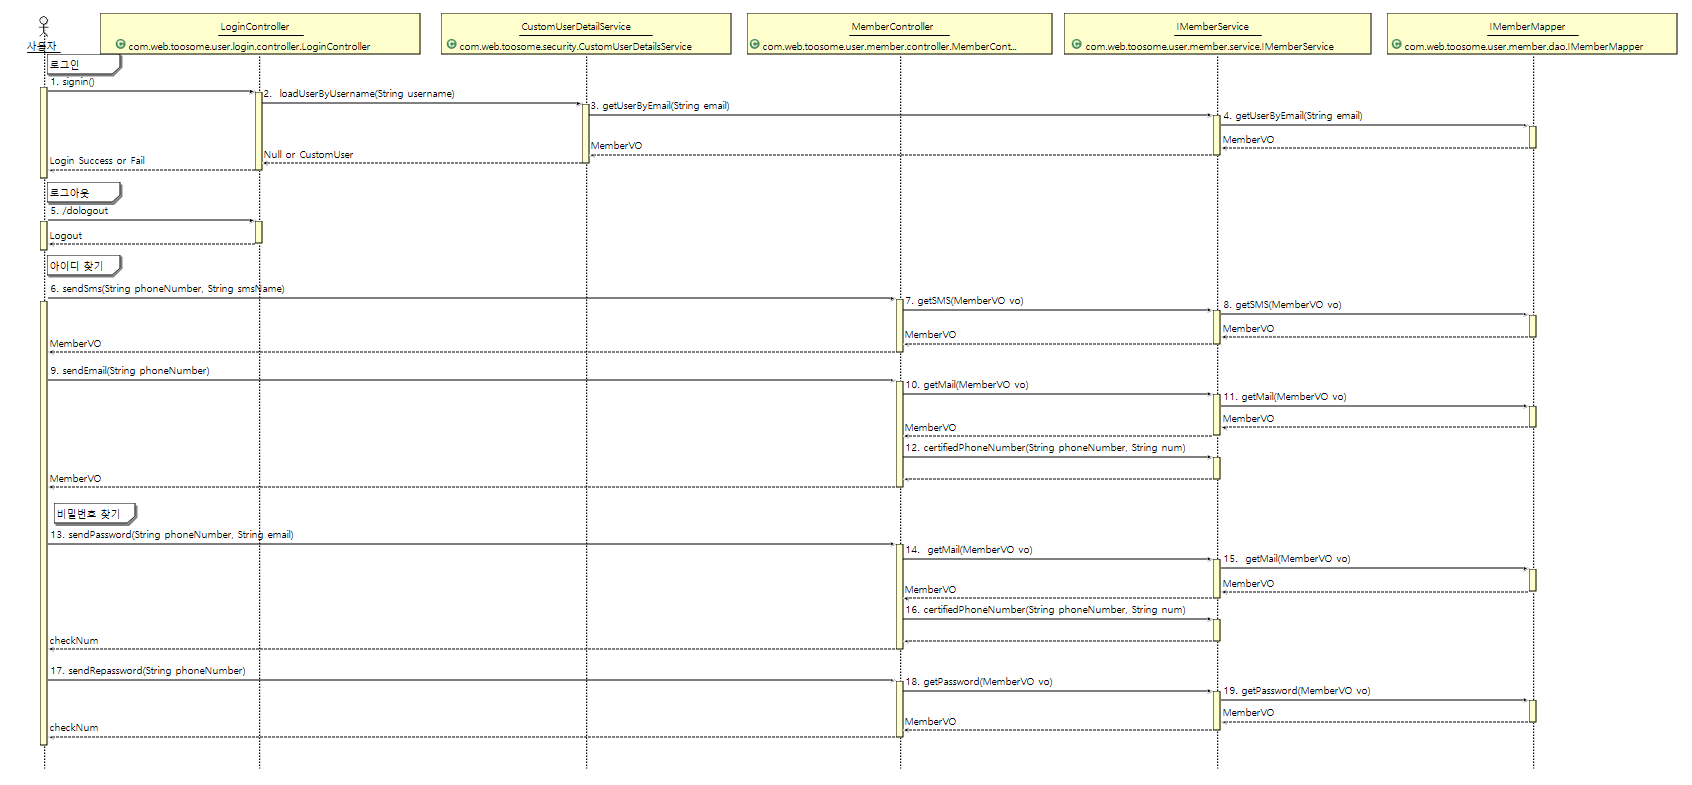 LoginController
com.web.toosome.user.login.controller.LoginController
CustomUserDetailService
com.web.toosome.security.CustomUserDetailsService
MemberController
com.web.toosome.user.member.controller.MemberCont...
IMemberService
com.web.toosome.user.member.service.IMemberService
IMemberMapper
com.web.toosome.user.member.dao.IMemberMapper
사용자
로그인
1. signin()
2. loadUserByUsername(String username)
3. getUserByEmail(String email)
4. getUserByEmail(String email)
MemberVO
MemberVO
Null or CustomUser
Login Success or Fail
로그아웃
5. /dologout
Logout
아이디 찾기
6. sendSms(String phoneNumber, String smsName)
7. getSMS(MemberVO vo)
8. getSMS(MemberVO vo)
MemberVO
MemberVO
MemberVO
9. sendEmail(String phoneNumber)
10. getMail(MemberVO vo)
11. getMail(MemberVO vo)
MemberVO
MemberVO
12. certifiedPhoneNumber(String phoneNumber, String num)
MemberVO
비밀번호 찾기
13. sendPassword(String phoneNumber, String email)
14. getMail(MemberVO vo)
15. getMail(MemberVO vo)
MemberVO
MemberVO
16. certifiedPhoneNumber(String phoneNumber, String num)
checkNum
17. sendRepassword(String phoneNumber)
18. getPassword(MemberVO vo)
19. getPassword(MemberVO vo)
MemberVO
MemberVO
checkNum